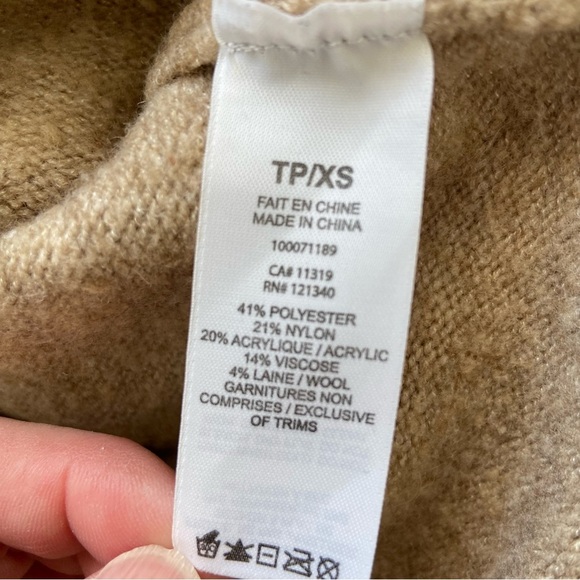 TP/XS
FAIT EN CHINE
MADE IN CHINA
100071189
CA# 11319
RN# 121340
41% POLYESTER
21% NYLON
20% ACRYLIQUE / ACRYLIC
14% VISCOSE
4% LAINE / WOOL
GARNITURES NON
COMPRISES / EXCLUSIVE
OF TRIMS